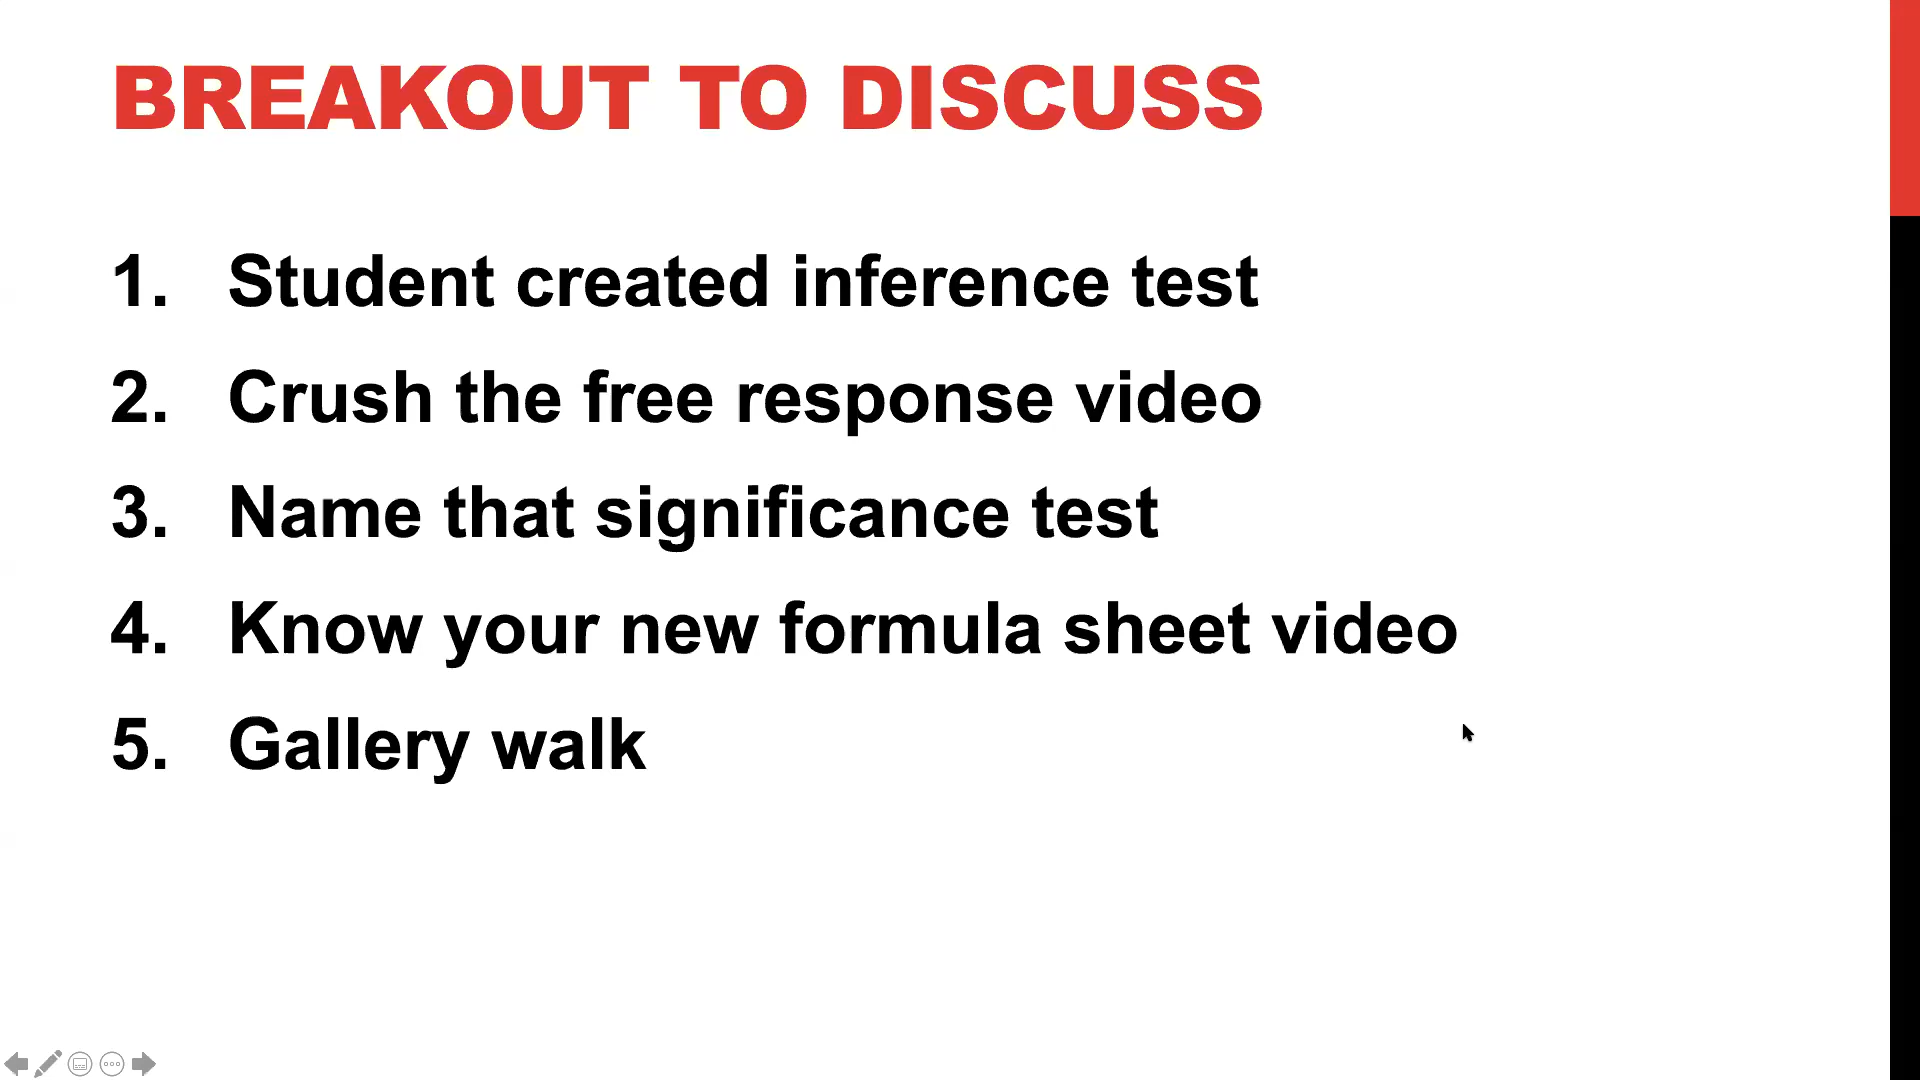 BREAKOUT TO DISCUSS
1. Student created inference test
2. Crush the free response video
3. Name that significance test
4. Know your new formula sheet video
5. Gallery walk